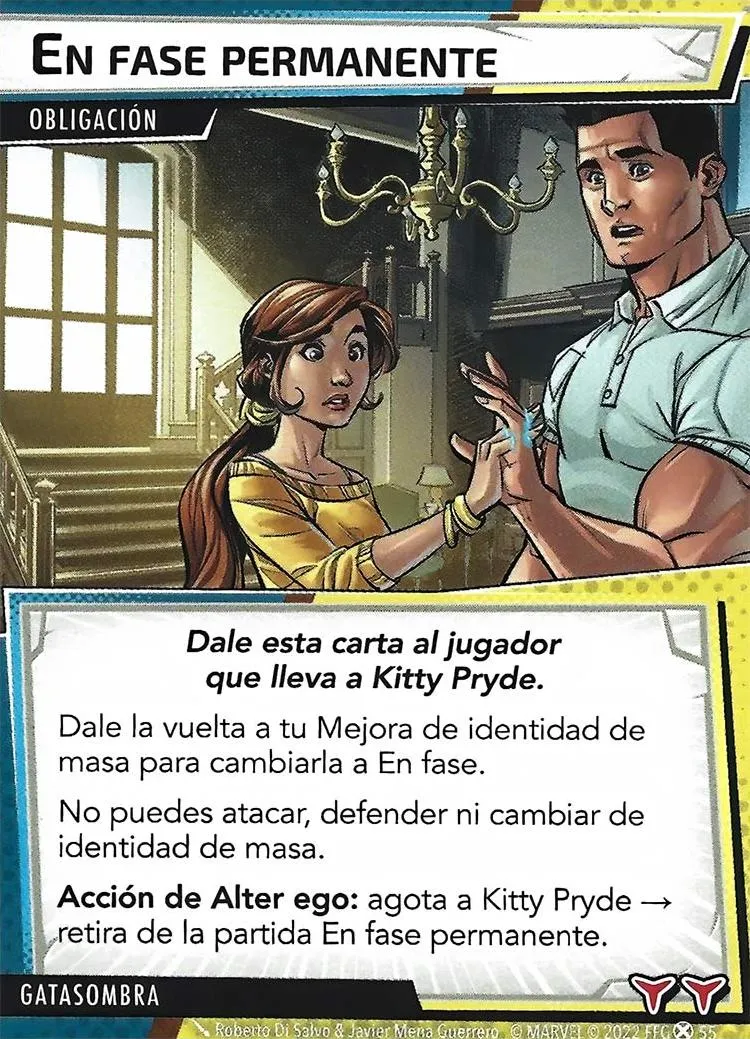 EN FASE PERMANENTE
OBLIGACIÓN
Dale esta carta al jugador
que lleva a Kitty Pryde.
Dale la vuelta a tu Mejora de identidad de
masa para cambiarla a En fase.
No puedes atacar, defender ni cambiar de
identidad de masa.
Acción de Alter ego: agota a Kitty Pryde →
retira de la partida En fase permanente.
GATASOMBRA
Roberto Di Salvo & Javier Mena Guerrero © MARVEL © 2022 FFG 55